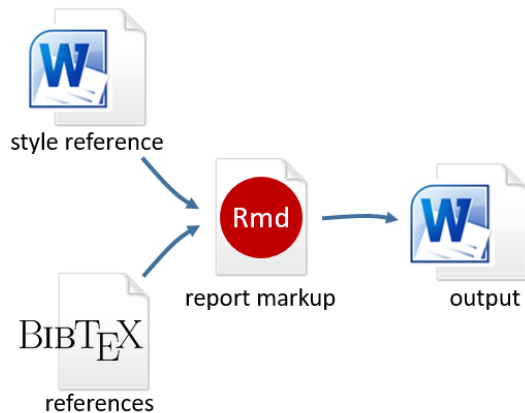 W
style reference
Rmd
report markup
W
output
BIBTEX
references